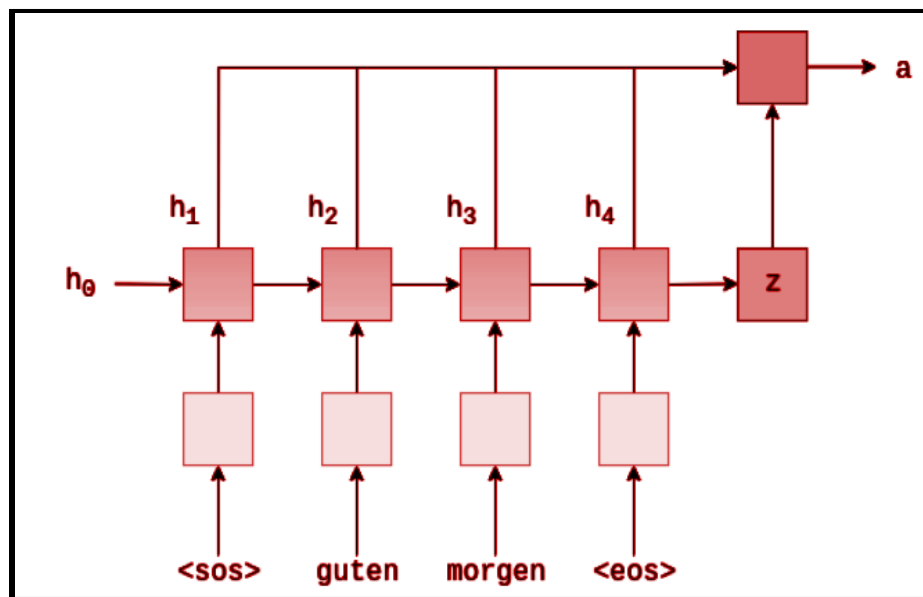 a
h₁ h₂ h₃ h₄
h₀ z
<sos> guten morgen <eos>